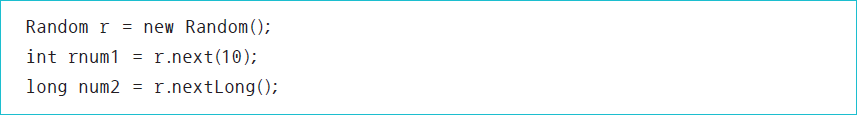 Random r = new Random();
int rnum1 = r.next(10);
long num2 = r.nextLong();